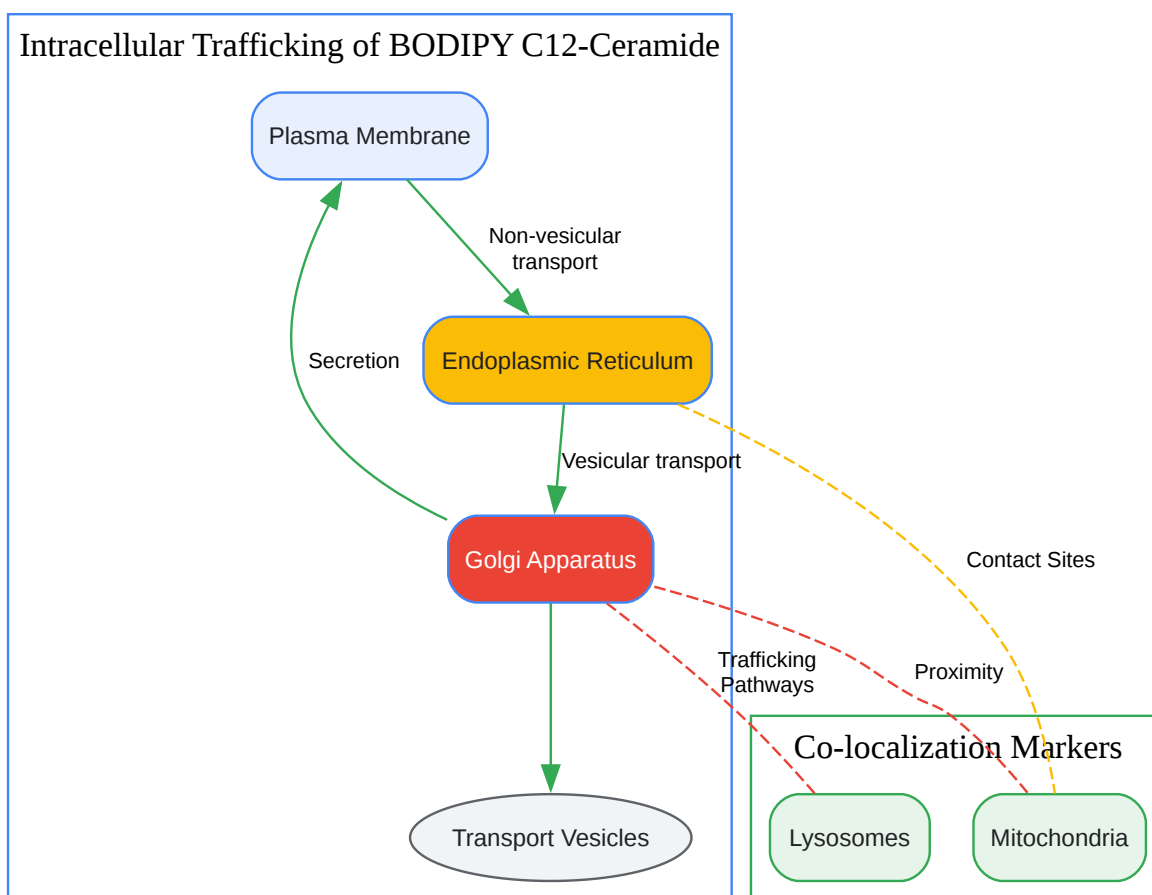 Intracellular Trafficking of BODIPY C12-Ceramide
Plasma Membrane
Non-vesicular
transport
Endoplasmic Reticulum
Secretion
Vesicular transport
Golgi Apparatus
Contact Sites
Trafficking
Pathways
Proximity
Co-localization Markers
Transport Vesicles
Lysosomes
Mitochondria